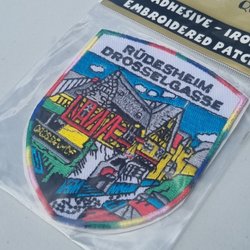 ADHESIVE - IRO
EMBROIDERED PATC
RÜDESHEIM
DROSSELGASSE